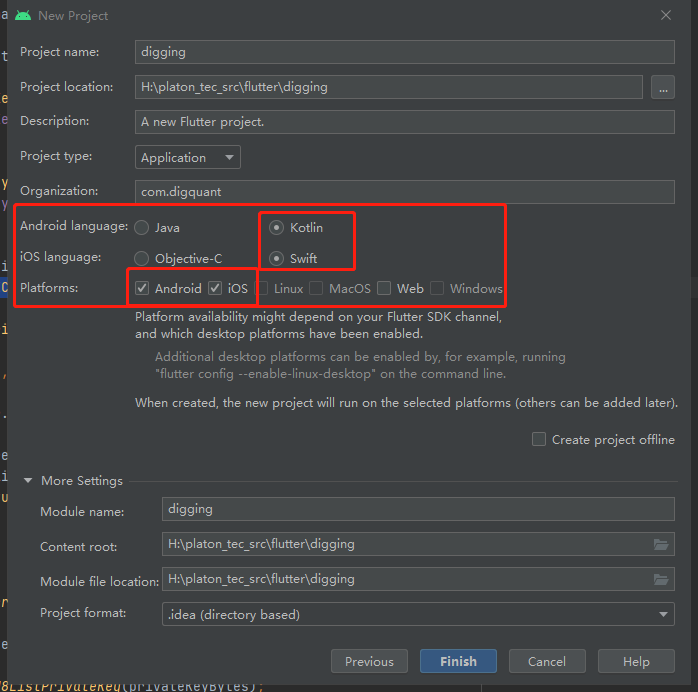 New Project
Project name: digging
Project location: H:\platon_tec_src\flutter\digging ...
Description: A new Flutter project.
Project type: Application
Organization: com.digquant
Android language: Java Kotlin
iOS language: Objective-C Swift
Platforms: Android iOS Linux MacOS Web Windows
Platform availability might depend on your Flutter SDK channel,
and which desktop platforms have been enabled.
Additional desktop platforms can be enabled by, for example, running
"flutter config --enable-linux-desktop" on the command line.
When created, the new project will run on the selected platforms (others can be added later).
Create project offline
More Settings
Module name: digging
Content root: H:\platon_tec_src\flutter\digging
Module file location: H:\platon_tec_src\flutter\digging
Project format: .idea (directory based)
Previous Finish Cancel Help
8ListPrivateKey(privateKeyBytes);